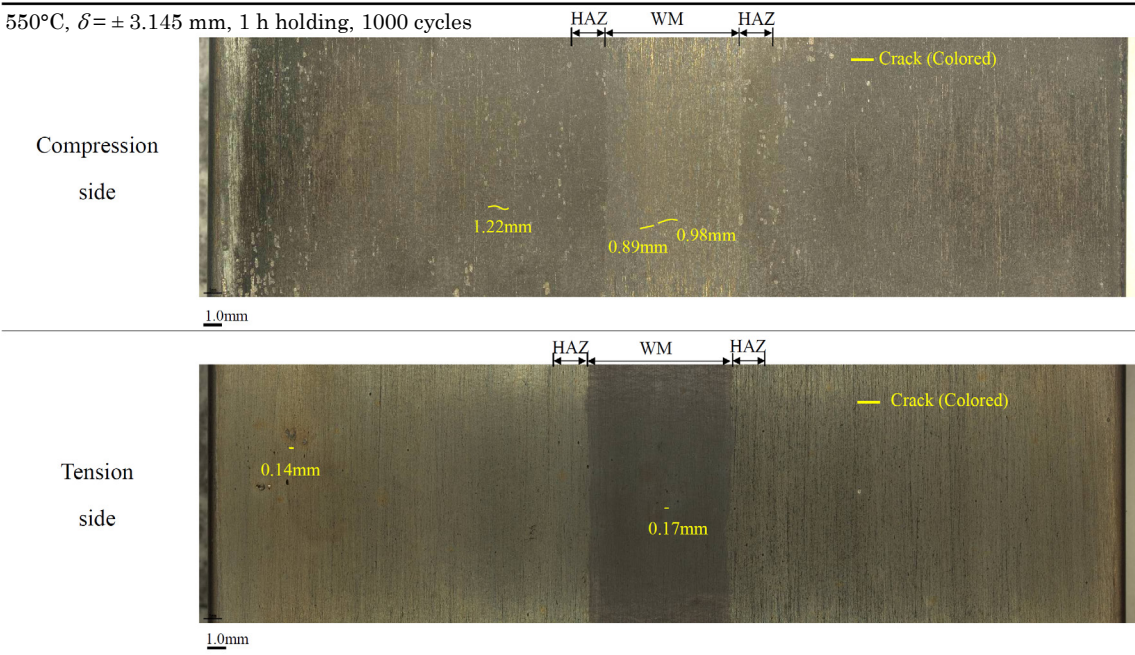 550°C, δ = ± 3.145 mm, 1 h holding, 1000 cycles
HAZ WM HAZ
Crack (Colored)
Compression
side
1.22mm
0.89mm
0.98mm
1.0mm
HAZ WM HAZ
Crack (Colored)
Tension
side
0.14mm
0.17mm
1.0mm